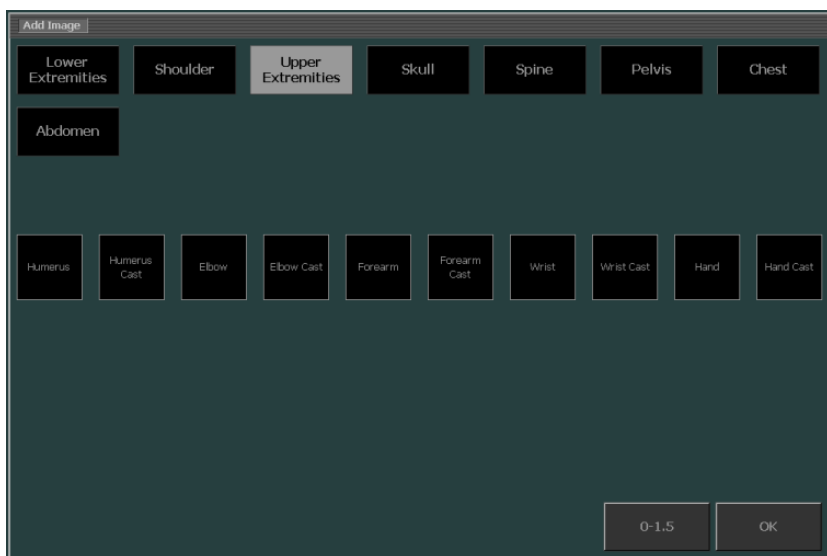 Add Image
Lower
Extremities
Shoulder
Upper
Extremities
Skull
Spine
Pelvis
Chest
Abdomen
Humerus
Humerus
Cast
Elbow
Elbow Cast
Forearm
Forearm
Cast
Wrist
Wrist Cast
Hand
Hand Cast
0-1.5
OK